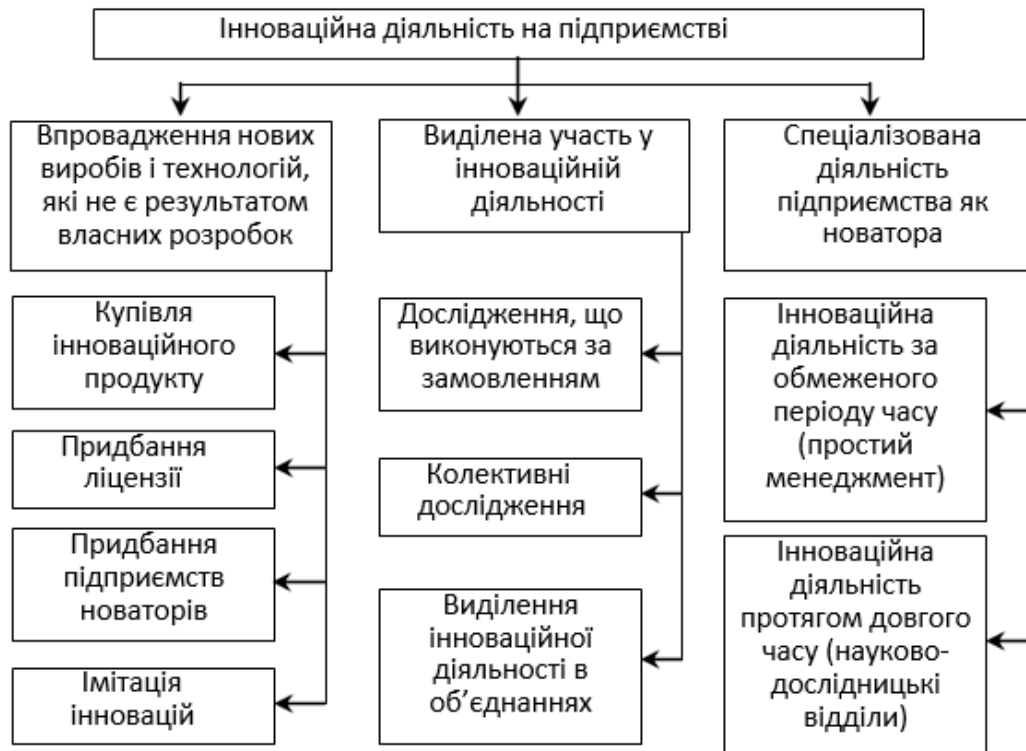 Інноваційна діяльність на підприємстві
Впровадження нових
виробів і технологій,
які не є результатом
власних розробок
Купівля
інноваційного
продукту
Придбання
ліцензії
Придбання
підприємств
новаторів
Імітація
інновацій
Виділена участь у
інноваційній
діяльності
Дослідження, що
виконуються за
замовленням
Колективні
дослідження
Виділення
інноваційної
діяльності в
об’єднаннях
Спеціалізована
діяльність
підприємства як
новатора
Інноваційна
діяльність за
обмеженого
періоду часу
(простий
менеджмент)
Інноваційна
діяльність
протягом довгого
часу (науково-
дослідницькі
відділи)